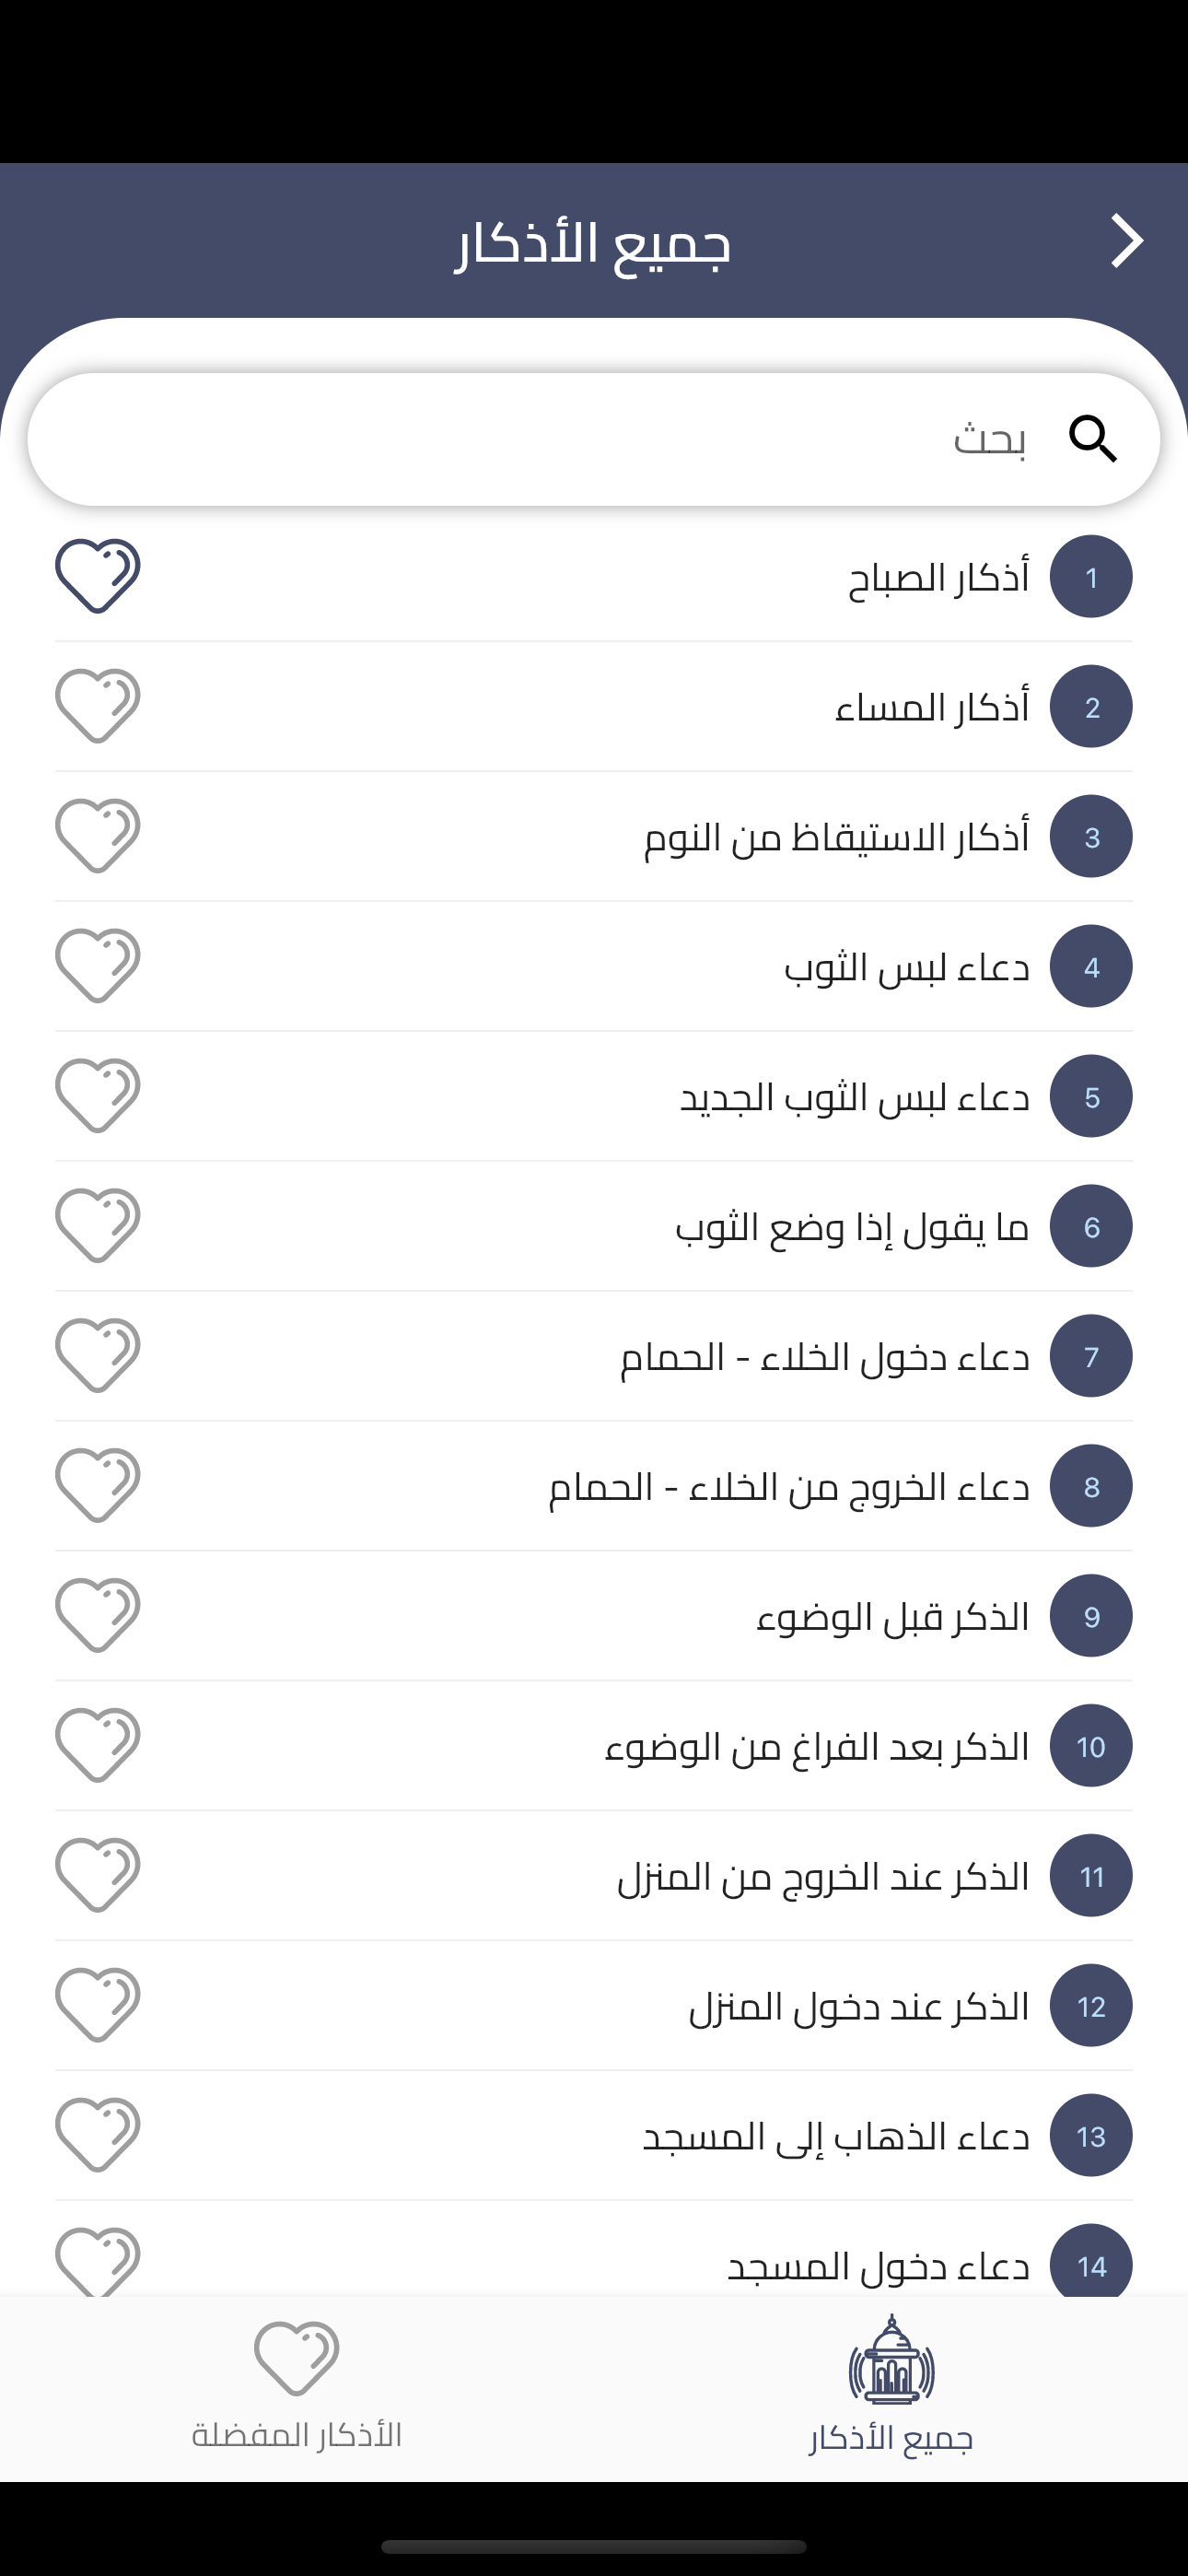 جميع الأذكار
بحث
1 أذكار الصباح
2 أذكار المساء
3 أذكار الاستيقاظ من النوم
4 دعاء لبس الثوب
5 دعاء لبس الثوب الجديد
6 ما يقول إذا وضع الثوب
7 دعاء دخول الخلاء - الحمام
8 دعاء الخروج من الخلاء - الحمام
9 الذكر قبل الوضوء
10 الذكر بعد الفراغ من الوضوء
11 الذكر عند الخروج من المنزل
12 الذكر عند دخول المنزل
13 دعاء الذهاب إلى المسجد
14 دعاء دخول المسجد
جميع الأذكار
الأذكار المفضلة